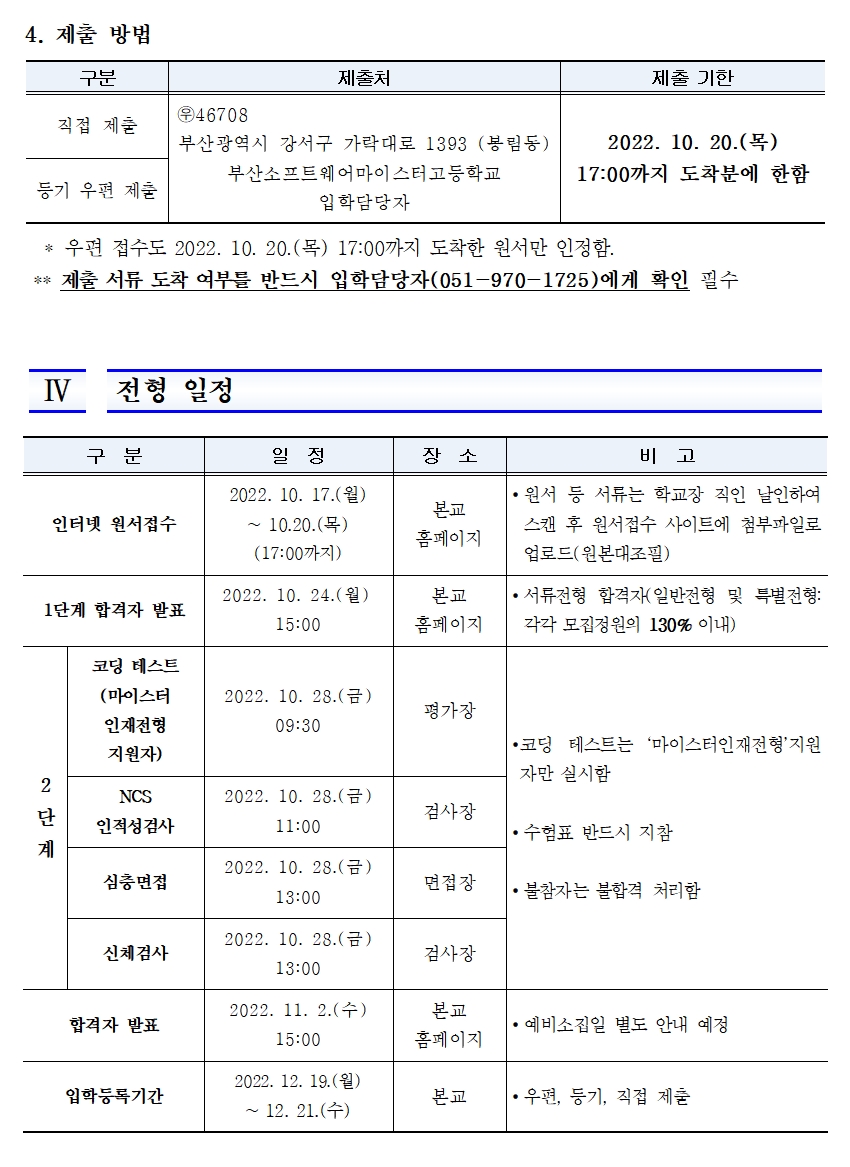 4. 제출 방법
구분 제출처 제출 기한
직접 제출
등기 우편 제출
㉾46708
부산광역시 강서구 가락대로 1393 (봉림동)
부산소프트웨어마이스터고등학교
입학담당자
2022. 10. 20.(목)
17:00까지 도착분에 한함
* 우편 접수도 2022. 10. 20.(목) 17:00까지 도착한 원서만 인정함.
** 제출 서류 도착 여부를 반드시 입학담당자(051-970-1725)에게 확인 필수
Ⅳ 전형 일정
구 분 일 정 장 소 비 고
인터넷 원서접수
2022. 10. 17.(월)
~ 10.20.(목)
(17:00까지)
본교
홈페이지
• 원서 등 서류는 학교장 직인 날인하여
스캔 후 원서접수 사이트에 첨부파일로
업로드(원본대조필)
1단계 합격자 발표
2022. 10. 24.(월)
15:00
본교
홈페이지
• 서류전형 합격자(일반전형 및 특별전형:
각각 모집정원의 130% 이내)
2
단
계
코딩 테스트
(마이스터
인재전형
지원자)
2022. 10. 28.(금)
09:30
평가장
NCS
인적성검사
2022. 10. 28.(금)
11:00
검사장
심층면접
2022. 10. 28.(금)
13:00
면접장
신체검사
2022. 10. 28.(금)
13:00
검사장
•코딩 테스트는 ‘마이스터인재전형’지원
자만 실시함
• 수험표 반드시 지참
• 불참자는 불합격 처리함
합격자 발표
2022. 11. 2.(수)
15:00
본교
홈페이지
• 예비소집일 별도 안내 예정
입학등록기간
2022. 12. 19.(월)
~ 12. 21.(수)
본교
• 우편, 등기, 직접 제출